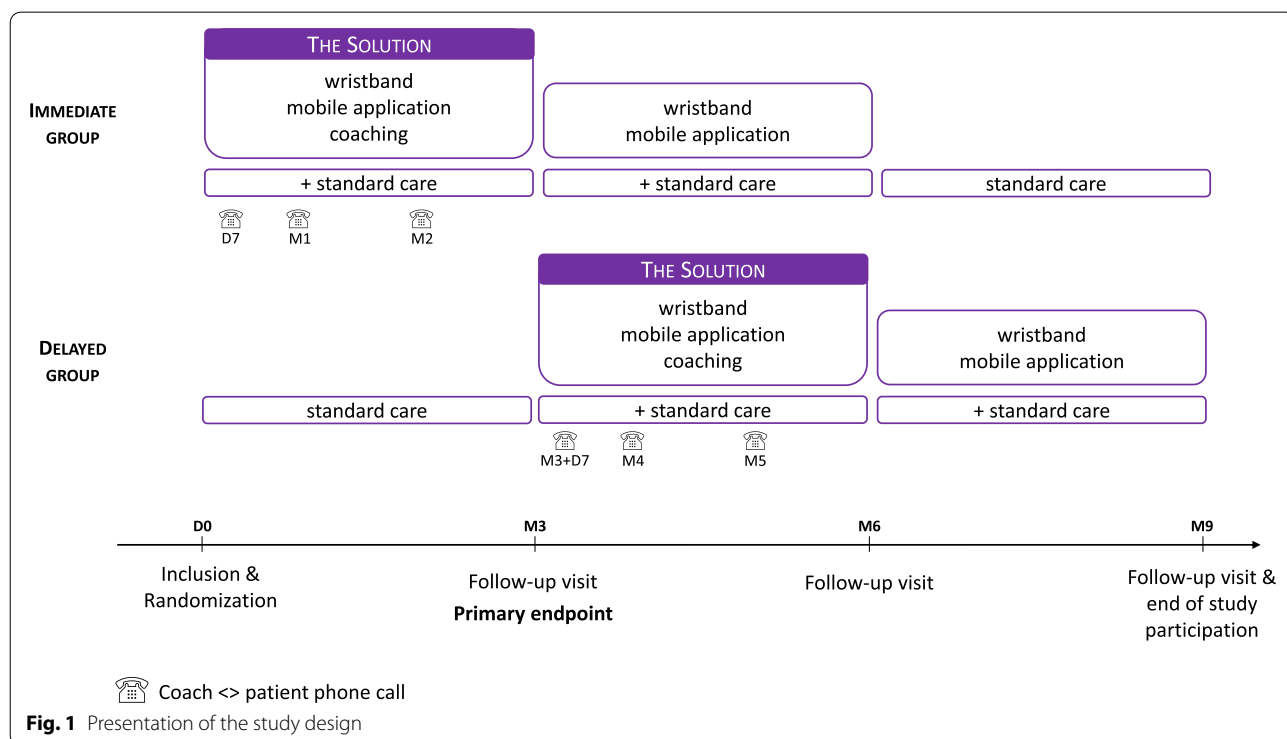 THE SOLUTION
wristband
mobile application
coaching
IMMEDIATE
GROUP
wristband
mobile application
+ standard care
+ standard care
standard care
D7
M1
M2
THE SOLUTION
wristband
mobile application
coaching
DELAYED
GROUP
wristband
mobile application
standard care
+ standard care
+ standard care
M3+D7
M4
M5
D0
M3
M6
M9
Inclusion &
Randomization
Follow-up visit
Primary endpoint
Follow-up visit
Follow-up visit &
end of study
participation
Coach <> patient phone call
Fig. 1 Presentation of the study design